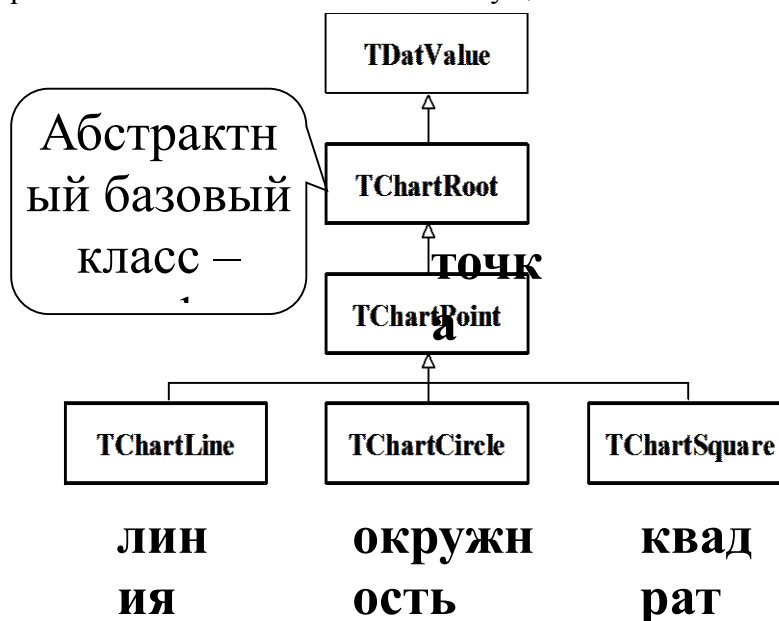 TDatValue
Абстрактн
ый базовый
класс –
TChartRoot
точк
а
TChartPoint
TChartLine
TChartCircle
TChartSquare
лин
ия
окружн
ость
квад
рат